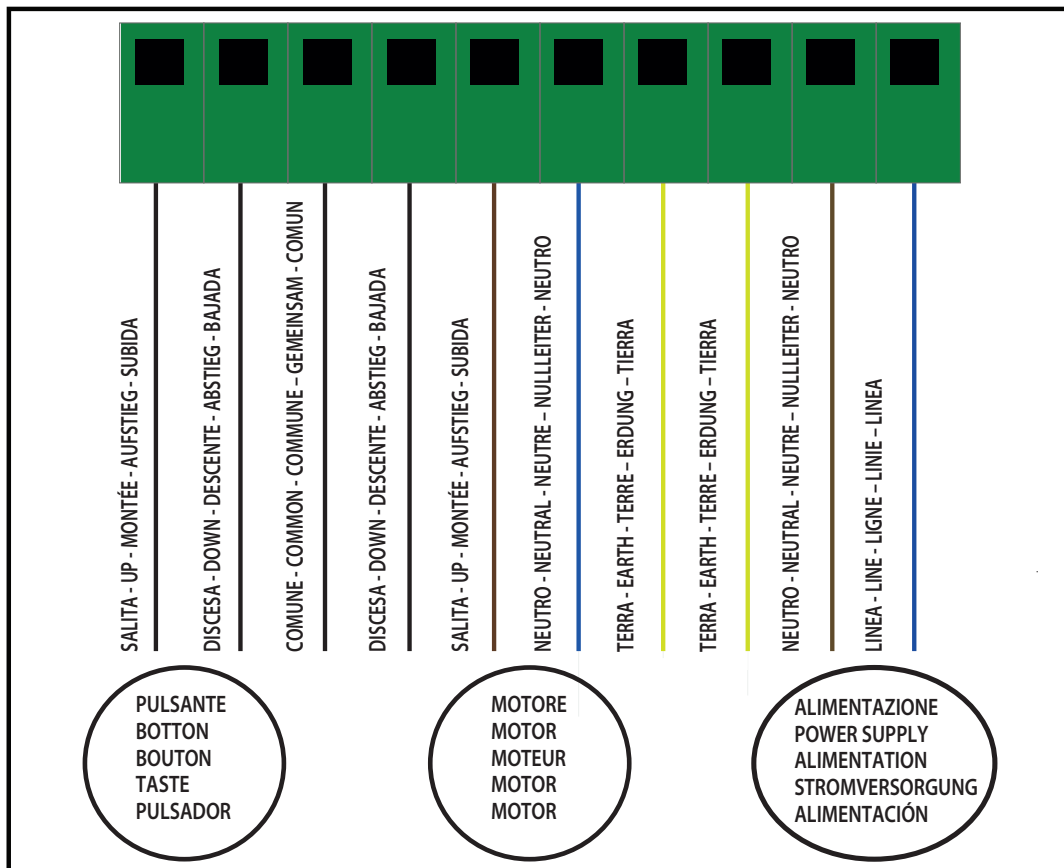 SALITA - UP - MONTÉE - AUFSTIEG - SUBIDA
DISCESA - DOWN - DESCENTE - ABSTIEG - BAJADA
COMUNE - COMMON - COMMUNE – GEMEINSAM - COMUN
DISCESA - DOWN - DESCENTE - ABSTIEG - BAJADA
SALITA - UP - MONTÉE - AUFSTIEG - SUBIDA
NEUTRO - NEUTRAL - NEUTRE – NULLLEITER - NEUTRO
TERRA - EARTH - TERRE – ERDUNG – TIERRA
TERRA - EARTH - TERRE – ERDUNG – TIERRA
NEUTRO - NEUTRAL - NEUTRE – NULLLEITER - NEUTRO
LINEA - LINE - LIGNE – LINIE – LINEA
PULSANTE
BOTTON
BOUTON
TASTE
PULSADOR
MOTORE
MOTOR
MOTEUR
MOTOR
MOTOR
ALIMENTAZIONE
POWER SUPPLY
ALIMENTATION
STROMVERSORGUNG
ALIMENTACIÓN